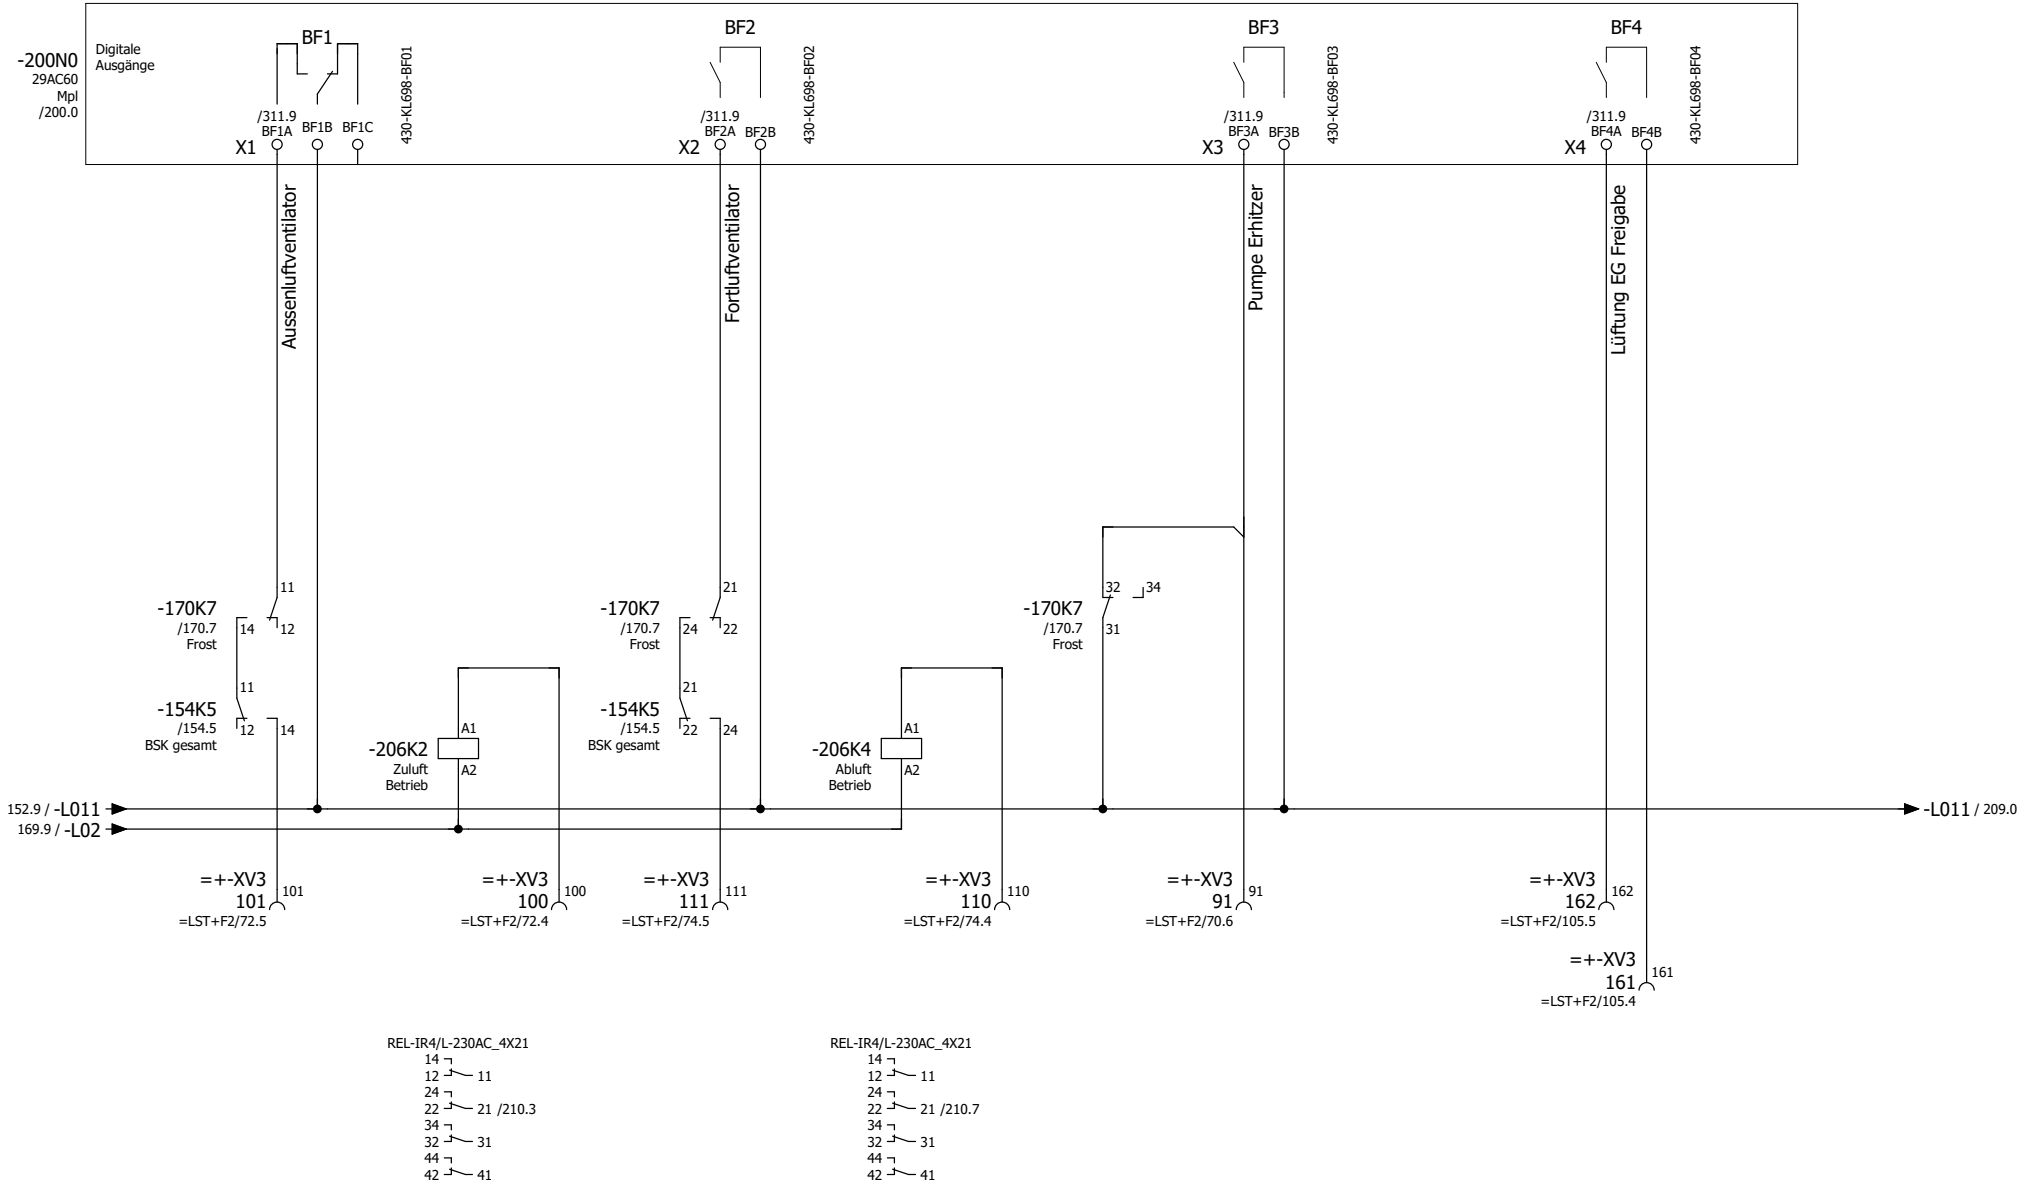 -200N0
29AC60
Mpl
/200.0
Digitale
Ausgänge
BF1
/311.9
BF1A
BF1B
BF1C
X1
430-KL698-BF01
BF2
/311.9
BF2A
BF2B
X2
430-KL698-BF02
BF3
/311.9
BF3A
BF3B
X3
430-KL698-BF03
BF4
/311.9
BF4A
BF4B
X4
430-KL698-BF04
Aussenluftventilator
Fortluftventilator
Pumpe Erhitzer
Lüftung EG Freigabe
-170K7
/170.7
Frost
11
14
12
-154K5
/154.5
BSK gesamt
11
12
14
-206K2
Zuluft
Betrieb
A1
A2
-170K7
/170.7
Frost
21
24
22
-154K5
/154.5
BSK gesamt
21
22
24
-206K4
Abluft
Betrieb
A1
A2
-170K7
/170.7
Frost
32
34
31
152.9 / -L011
-L011 / 209.0
169.9 / -L02
=+-XV3
101
101
=LST+F2/72.5
=+-XV3
100
100
=LST+F2/72.4
=+-XV3
111
111
=LST+F2/74.5
=+-XV3
110
110
=LST+F2/74.4
=+-XV3
91
91
=LST+F2/70.6
=+-XV3
162
162
=LST+F2/105.5
=+-XV3
161
161
=LST+F2/105.4
REL-IR4/L-230AC_4X21
14
12 11
24
22 21 /210.3
34
32 31
44
42 41
REL-IR4/L-230AC_4X21
14
12 11
24
22 21 /210.7
34
32 31
44
42 41